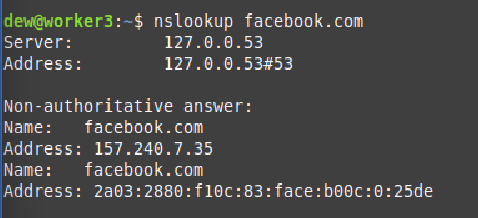 dew@worker3:~$ nslookup facebook.com
Server:         127.0.0.53
Address:        127.0.0.53#53

Non-authoritative answer:
Name:   facebook.com
Address: 157.240.7.35
Name:   facebook.com
Address: 2a03:2880:f10c:83:face:b00c:0:25de